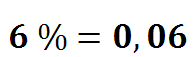 6 % = 0,06